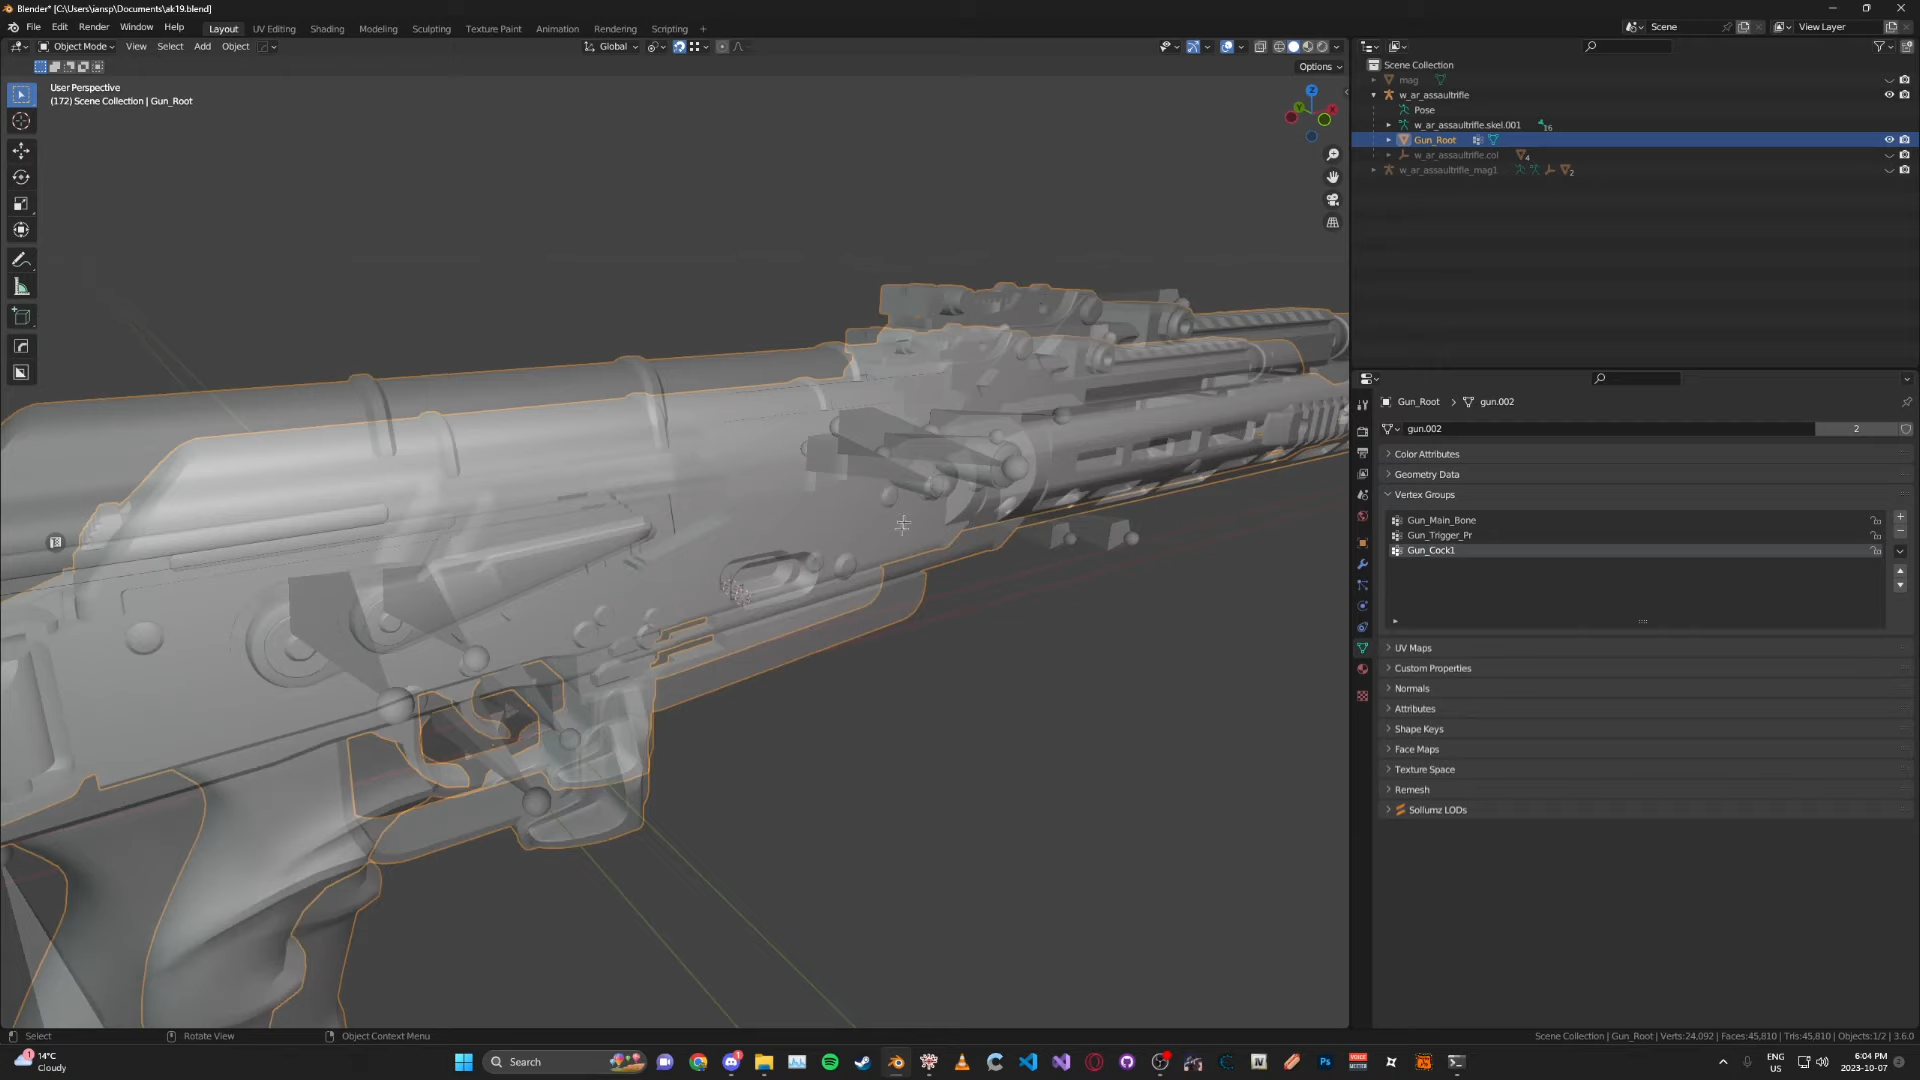 Blender* [C:\Users\iansp\Documents\ak19.blend]
File Edit Render Window Help Layout UV Editing Shading Modeling Sculpting Texture Paint Animation Rendering Compositing Scripting +
Scene View Layer
Object Mode View Select Add Object Global
Options
User Perspective
(172) Scene Collection | Gun_Root
Scene Collection
mag
w_ar_assaultrifle
Pose
w_ar_assaultrifle.skel.001 16
Gun_Root
w_ar_assaultrifle.col 4
w_ar_assaultrifle_mag1 2
Gun_Root > gun.002
gun.002 2
Color Attributes
Geometry Data
Vertex Groups
Gun_Main_Bone
Gun_Trigger_Pr
Gun_Cock1
UV Maps
Custom Properties
Normals
Attributes
Shape Keys
Face Maps
Texture Space
Remesh
Sollumz LODs
Select Rotate View Object Context Menu
Scene Collection | Gun_Root | Verts:24,092 | Faces:45,810 | Tris:45,810 | Objects:1/2 | 3.6.0
14°C
Cloudy
Search
ENG
US
6:04 PM
2023-10-07